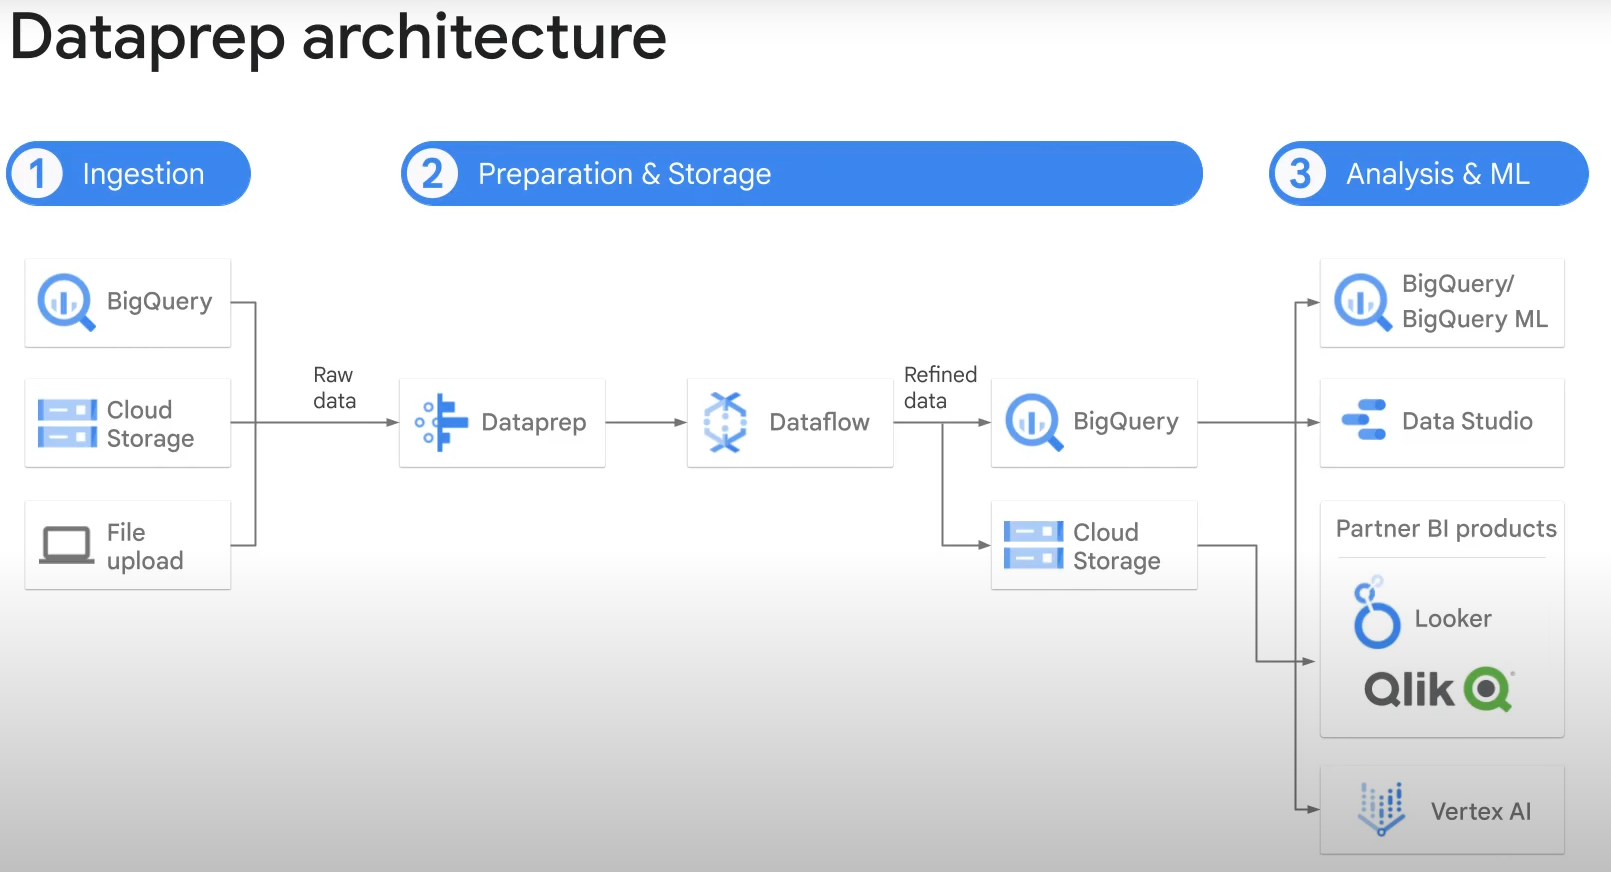 Dataprep architecture
1 Ingestion
2 Preparation & Storage
3 Analysis & ML
BigQuery
Cloud
Storage
File
upload
Raw
data
Dataprep
Dataflow
Refined
data
BigQuery
Cloud
Storage
BigQuery/
BigQuery ML
Data Studio
Partner BI products
Looker
Qlik
Vertex AI